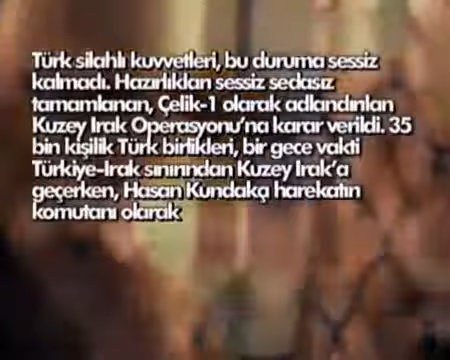 Türk silahlı kuvvetleri, bu duruma sessiz
kalmadı. Hazırlıkları sessiz sedasız
tamamlanan, Çelik-1 olarak adlandırılan
Kuzey Irak Operasyonu'na karar verildi. 35
bin kişilik Türk birlikleri, bir gece vakti
Türkiye-Irak sınırından Kuzey Irak'a
geçerken, Hasan Kundakçı harekatın
komutanı olarak